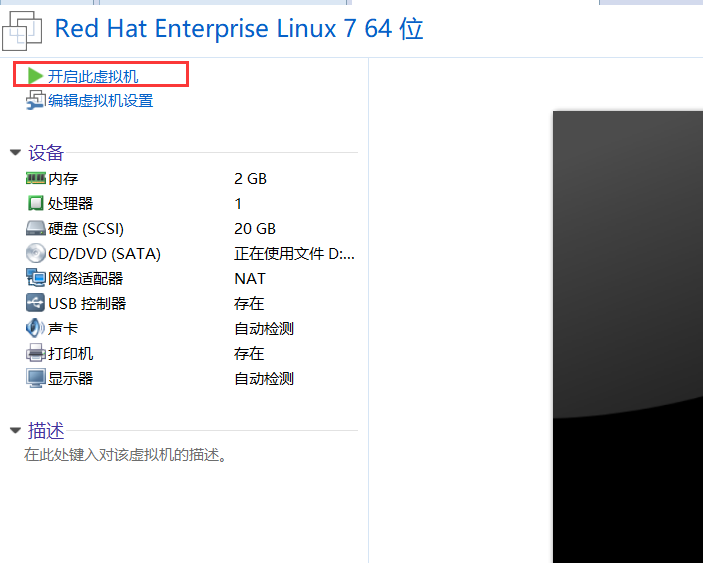 Red Hat Enterprise Linux 7 64 位
开启此虚拟机
编辑虚拟机设置
设备
内存 2 GB
处理器 1
硬盘 (SCSI) 20 GB
CD/DVD (SATA) 正在使用文件 D:...
网络适配器 NAT
USB 控制器 存在
声卡 自动检测
打印机 存在
显示器 自动检测
描述
在此处键入对该虚拟机的描述。